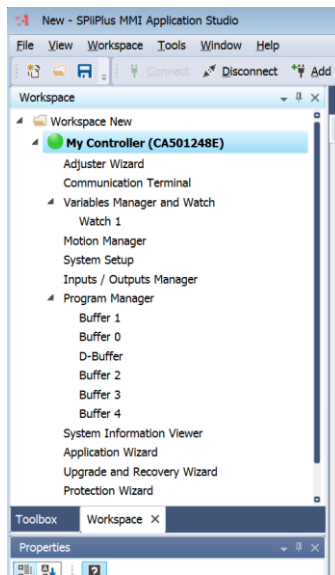 New - SPiiPlus MMI Application Studio
File View Workspace Tools Window Help
Connect Disconnect Add
Workspace
Workspace New
My Controller (CA501248E)
Adjuster Wizard
Communication Terminal
Variables Manager and Watch
Watch 1
Motion Manager
System Setup
Inputs / Outputs Manager
Program Manager
Buffer 1
Buffer 0
D-Buffer
Buffer 2
Buffer 3
Buffer 4
System Information Viewer
Application Wizard
Upgrade and Recovery Wizard
Protection Wizard
Toolbox Workspace
Properties